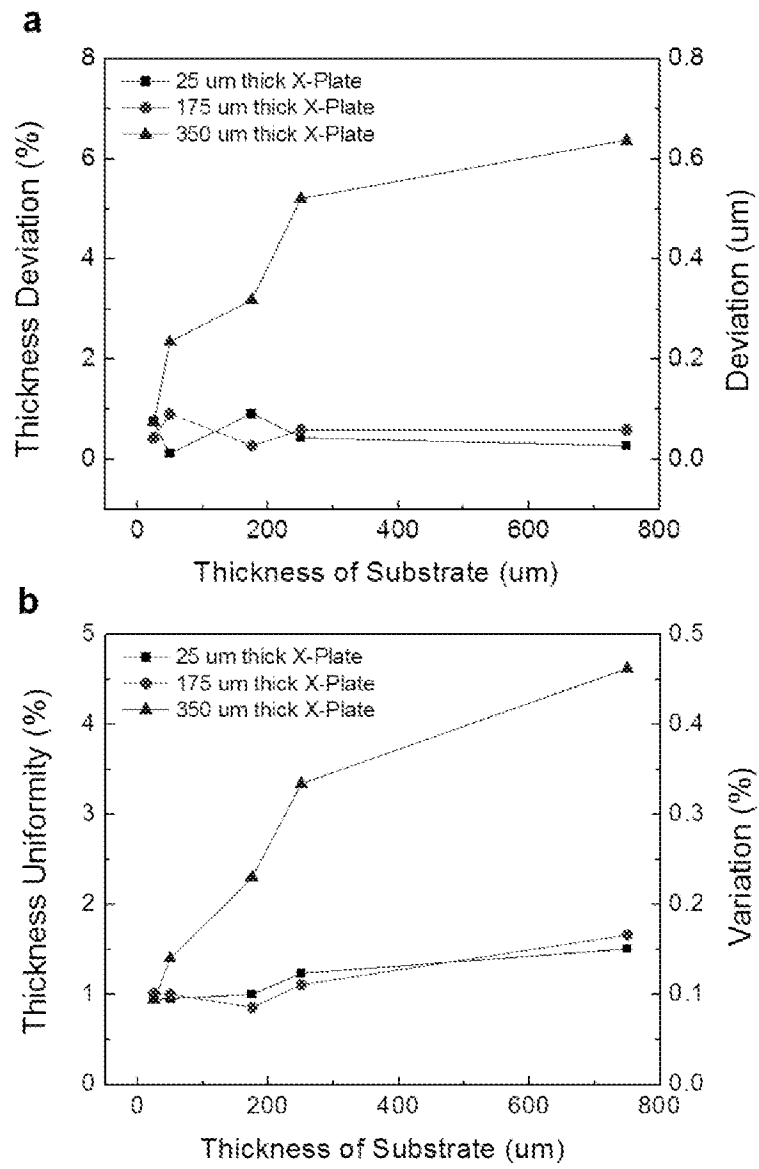 a
8
6
4
2
0
0.8
0.6
0.4
0.2
0.0
25 um thick X-Plate
175 um thick X-Plate
350 um thick X-Plate
Thickness Deviation (%)
Deviation (um)
0 200 400 600 800
Thickness of Substrate (um)
b
5
4
3
2
1
0
0.5
0.4
0.3
0.2
0.1
0.0
25 um thick X-Plate
175 um thick X-Plate
350 um thick X-Plate
Thickness Uniformity (%)
Variation (%)
0 200 400 600 800
Thickness of Substrate (um)